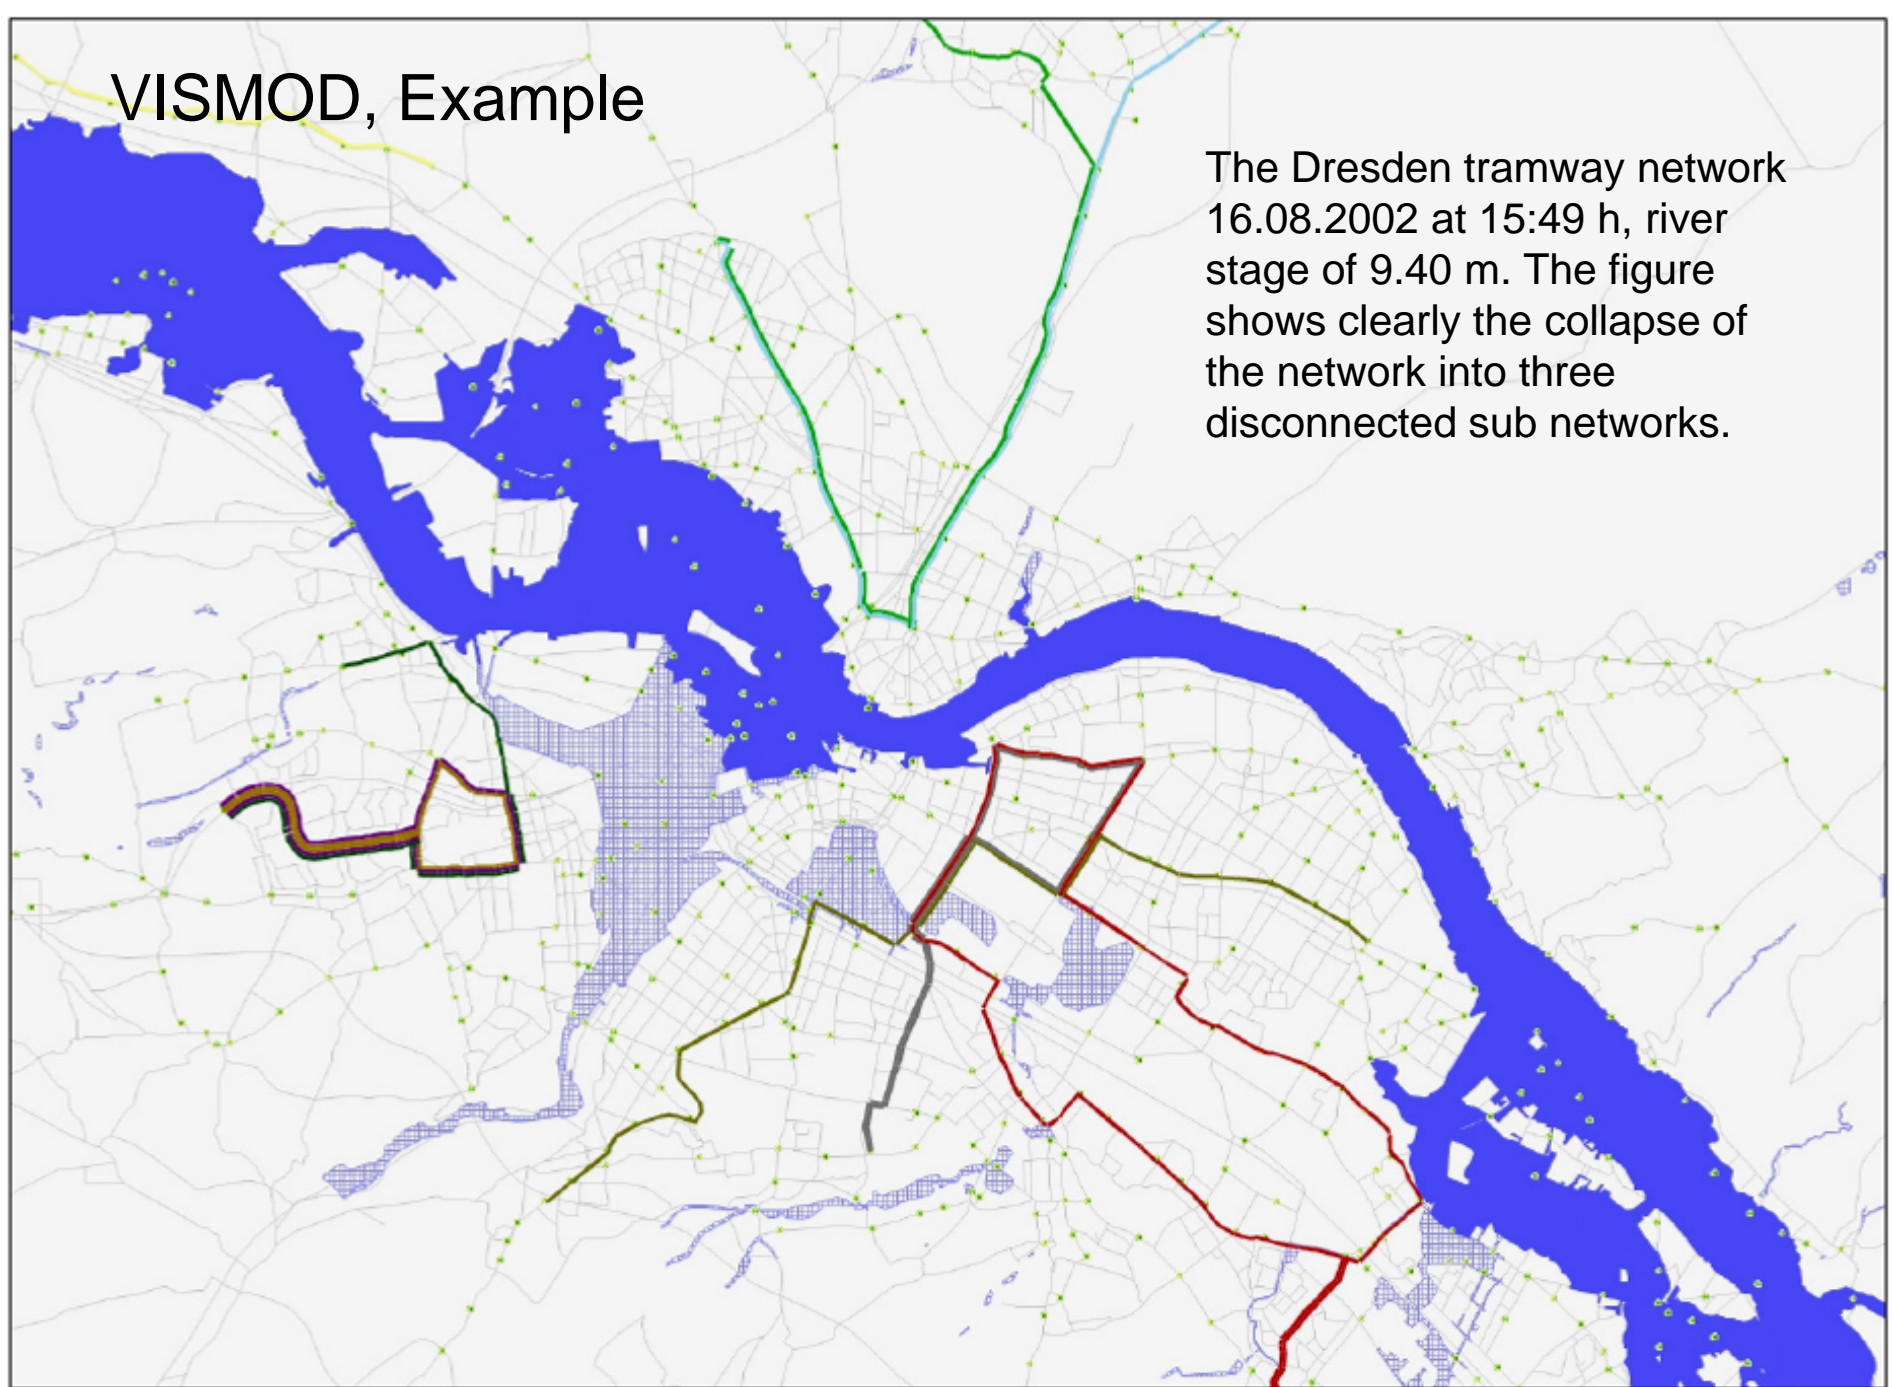 VISMOD, Example
The Dresden tramway network
16.08.2002 at 15:49 h, river
stage of 9.40 m. The figure
shows clearly the collapse of
the network into three
disconnected sub networks.